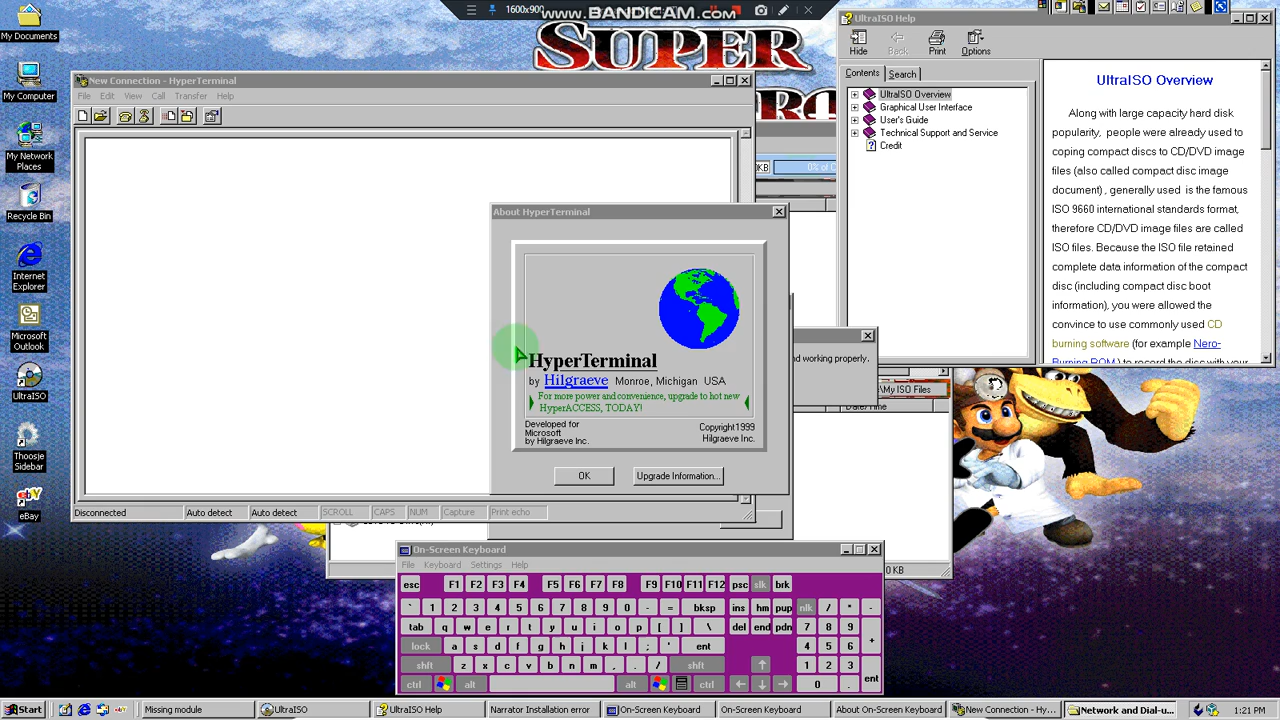 1600x900
www.BANDICAM.com
SUPER
My Documents
My Computer
My Network
Places
Recycle Bin
Internet
Explorer
Microsoft
Outlook
UltraISO
Thoosje
Sidebar
eBay
New Connection - HyperTerminal
File Edit View Call Transfer Help
Disconnected Auto detect Auto detect SCROLL CAPS NUM Capture Print echo
About HyperTerminal
HyperTerminal
by Hilgraeve Monroe, Michigan USA
For more power and convenience, upgrade to hot new
HyperACCESS, TODAY!
Developed for
Microsoft
by Hilgraeve Inc.
Copyright1999
Hilgraeve Inc.
OK Upgrade Information...
0% of
working properly.
\My ISO Files
Date/Time
0 KB
UltraISO Help
Hide Back Print Options
Contents Search
UltraISO Overview
Graphical User Interface
User's Guide
Technical Support and Service
Credit
UltraISO Overview
Along with large capacity hard disk
popularity, people were already used to
coping compact discs to CD/DVD image
files (also called compact disc image
document) , generally used is the famous
ISO 9660 international standards format,
therefore CD/DVD image files are called
ISO files. Because the ISO file retained
complete data information of the compact
disc (including compact disc boot
information), you were allowed the
convince to use commonly used CD
burning software (for example Nero-
Burning ROM ) to record the disc with your
On-Screen Keyboard
File Keyboard Settings Help
esc F1 F2 F3 F4 F5 F6 F7 F8 F9 F10 F11 F12 psc slk brk
` 1 2 3 4 5 6 7 8 9 0 - = bksp ins hm pup nlk / * -
tab q w e r t y u i o p [ ] \ del end pdn 7 8 9 +
lock a s d f g h j k l ; ' ent 4 5 6
shft z x c v b n m , . / shft 1 2 3 ent
ctrl alt alt ctrl 0 .
Start Missing module UltraISO UltraISO Help Narrator Installation error On-Screen Keyboard On-Screen Keyboard About On-Screen Keyboard New Connection - Hy... Network and Dial-u... 1:21 PM